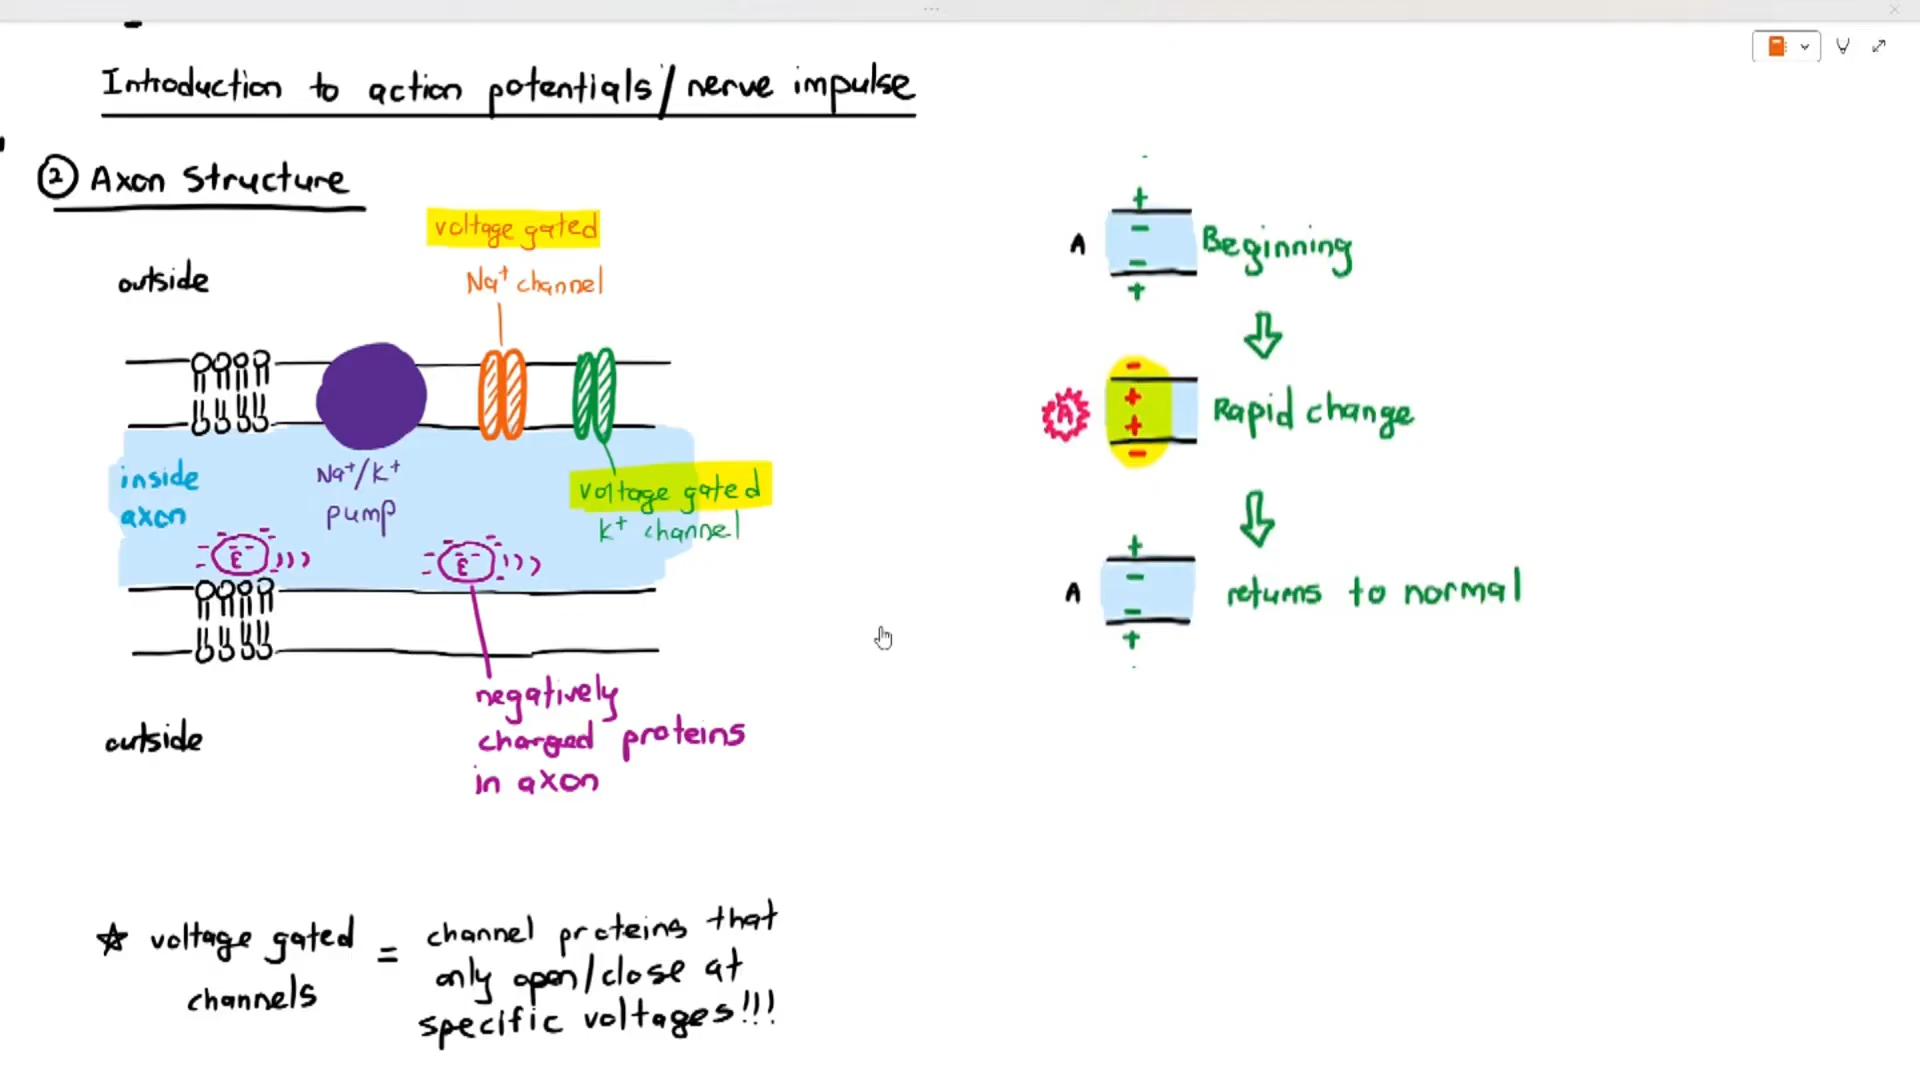 Introduction to action potentials/nerve impulse
② Axon Structure
voltage gated
Na⁺ channel
outside
inside
axon
Na⁺/K⁺
pump
voltage gated
K⁺ channel
negatively
charged proteins
in axon
outside
☆ voltage gated
channels
=
channel proteins that
only open/close at
specific voltages!!!
+
A − Beginning
−
+
−
A + Rapid change
+
−
+
A − returns to normal
−
+